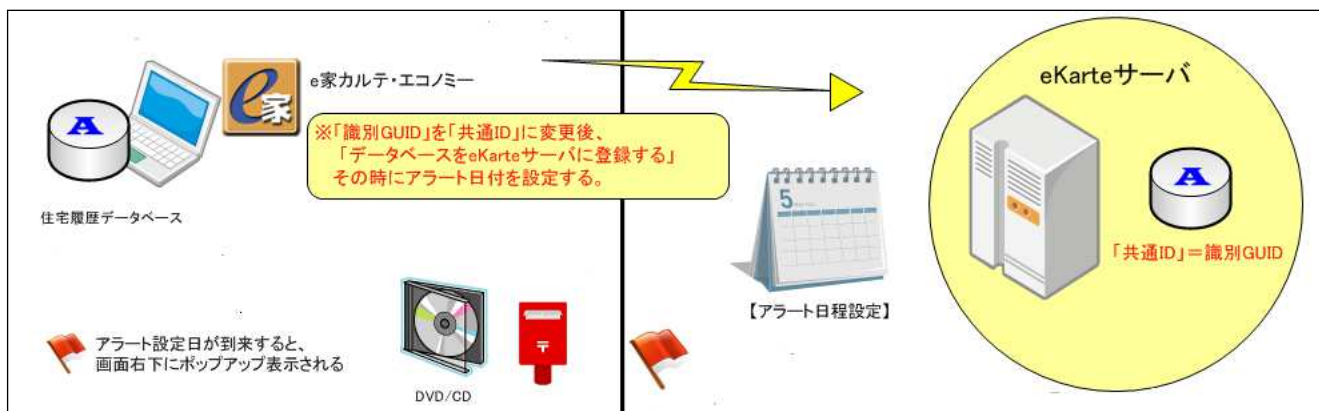 A
e家
e家カルテ・エコノミー
※「識別GUID」を「共通ID」に変更後、
「データベースをeKarteサーバに登録する」
その時にアラート日付を設定する。
住宅履歴データベース
アラート設定日が到来すると、
画面右下にポップアップ表示される
〒
DVD/CD
5
【アラート日程設定】
eKarteサーバ
A
「共通ID」＝識別GUID